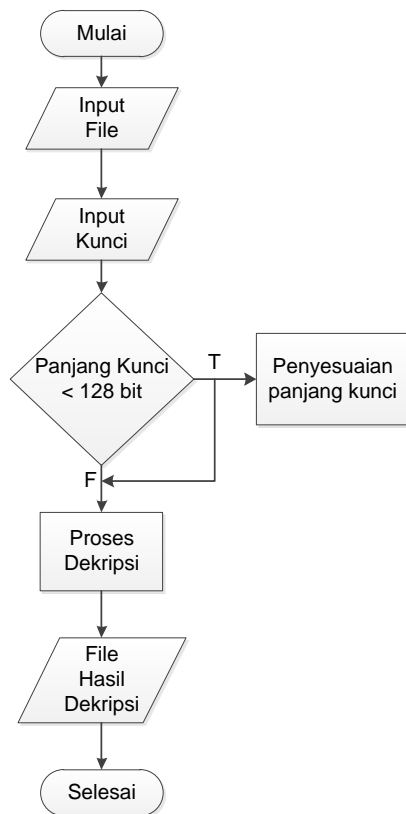 Mulai
Input
File
Input
Kunci
Panjang Kunci
< 128 bit
T
Penyesuaian
panjang kunci
F
Proses
Dekripsi
File
Hasil
Dekripsi
Selesai